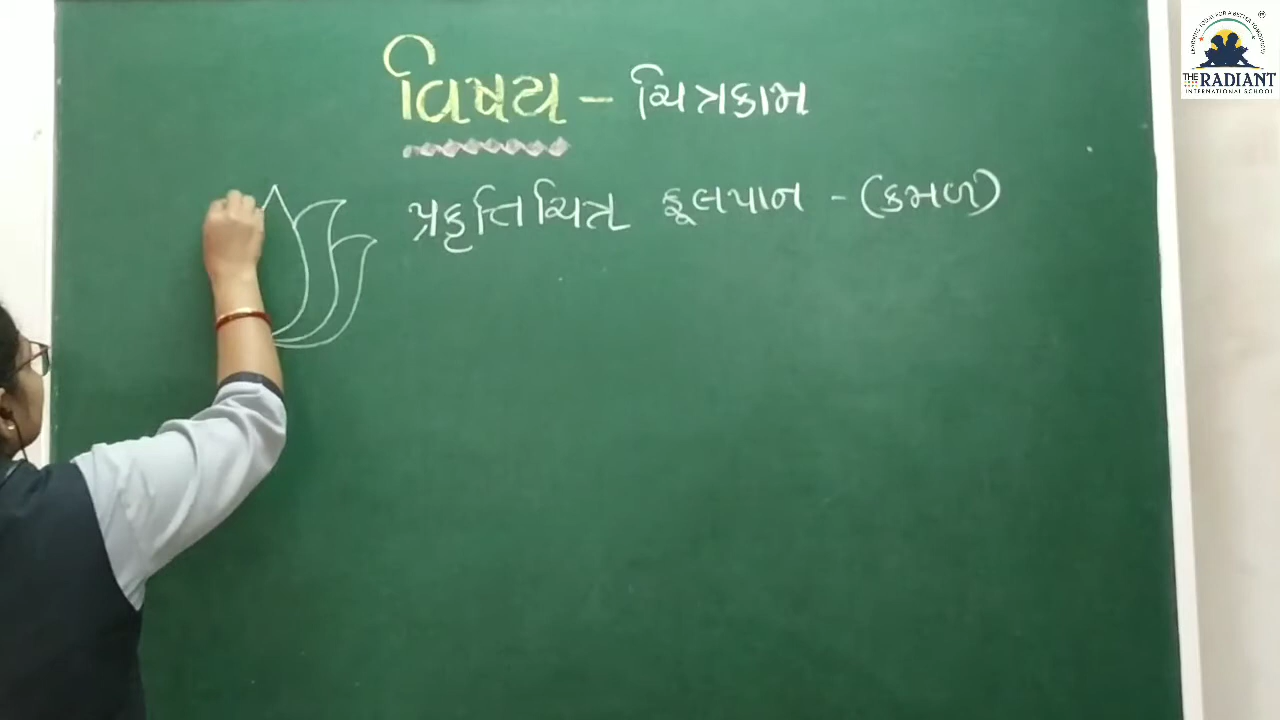 વિષય - ચિત્રકામ
પ્રકૃતિચિત્ર ફૂલપાન - (કમળ)
THE RADIANT
INTERNATIONAL SCHOOL